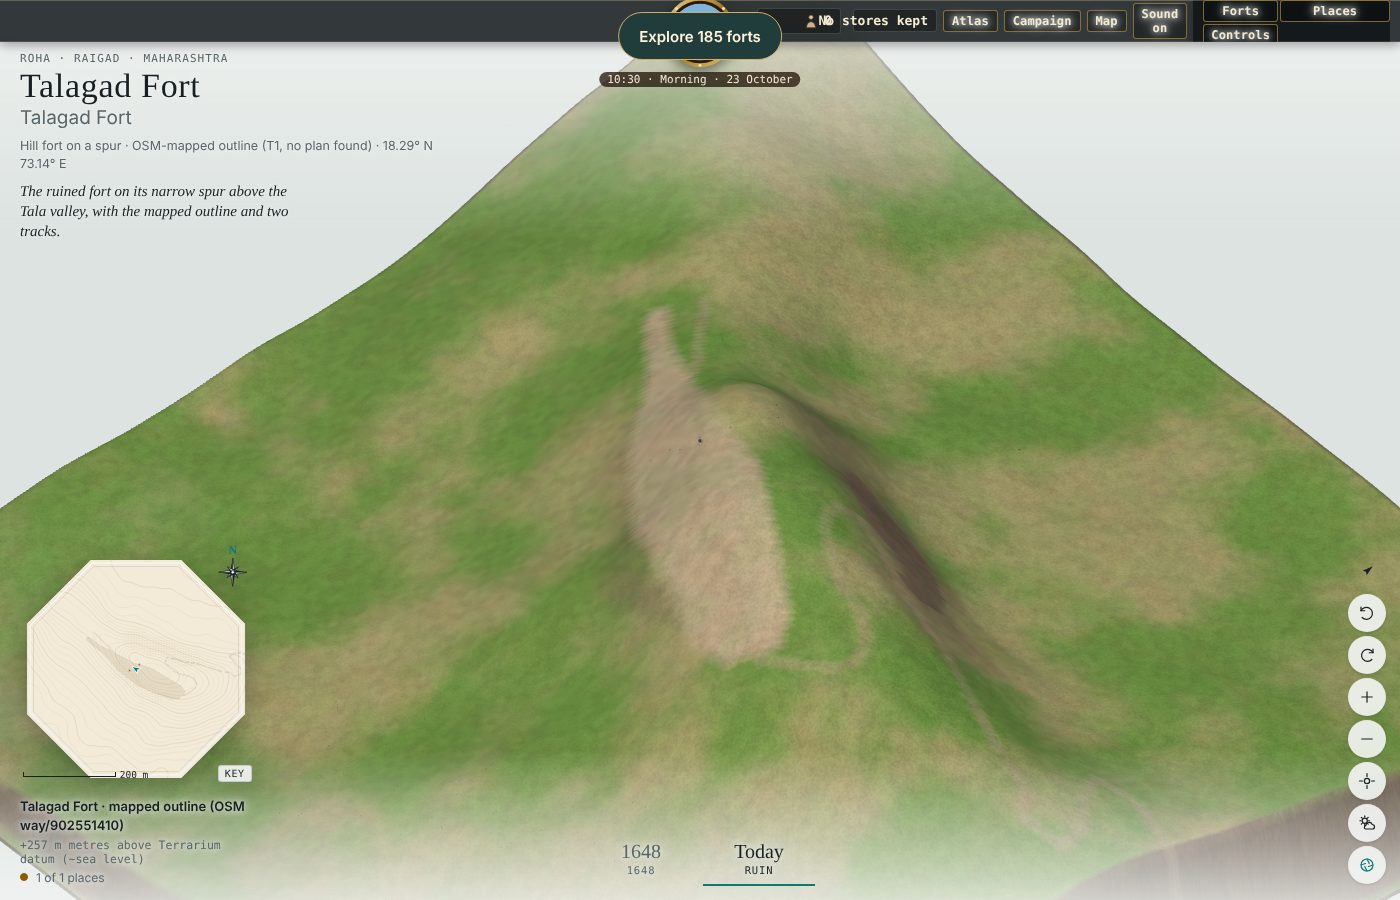 Explore 185 forts
stores kept
Atlas
Campaign
Map
Sound
on
Forts
Places
Controls
10:30 · Morning · 23 October
ROHA · RAIGAD · MAHARASHTRA
Talagad Fort
Talagad Fort
Hill fort on a spur · OSM-mapped outline (T1, no plan found) · 18.29° N
73.14° E
The ruined fort on its narrow spur above the
Tala valley, with the mapped outline and two
tracks.
N
200 m
KEY
Talagad Fort · mapped outline (OSM
way/902551410)
+257 m metres above Terrarium
datum (~sea level)
1 of 1 places
1648
1648
Today
RUIN